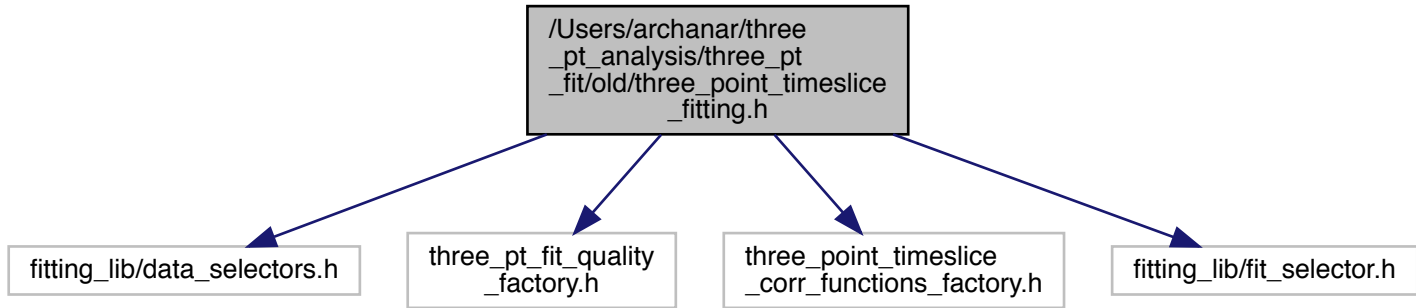 /Users/archanar/three
_pt_analysis/three_pt
_fit/old/three_point_timeslice
_fitting.h
fitting_lib/data_selectors.h
three_pt_fit_quality
_factory.h
three_point_timeslice
_corr_functions_factory.h
fitting_lib/fit_selector.h